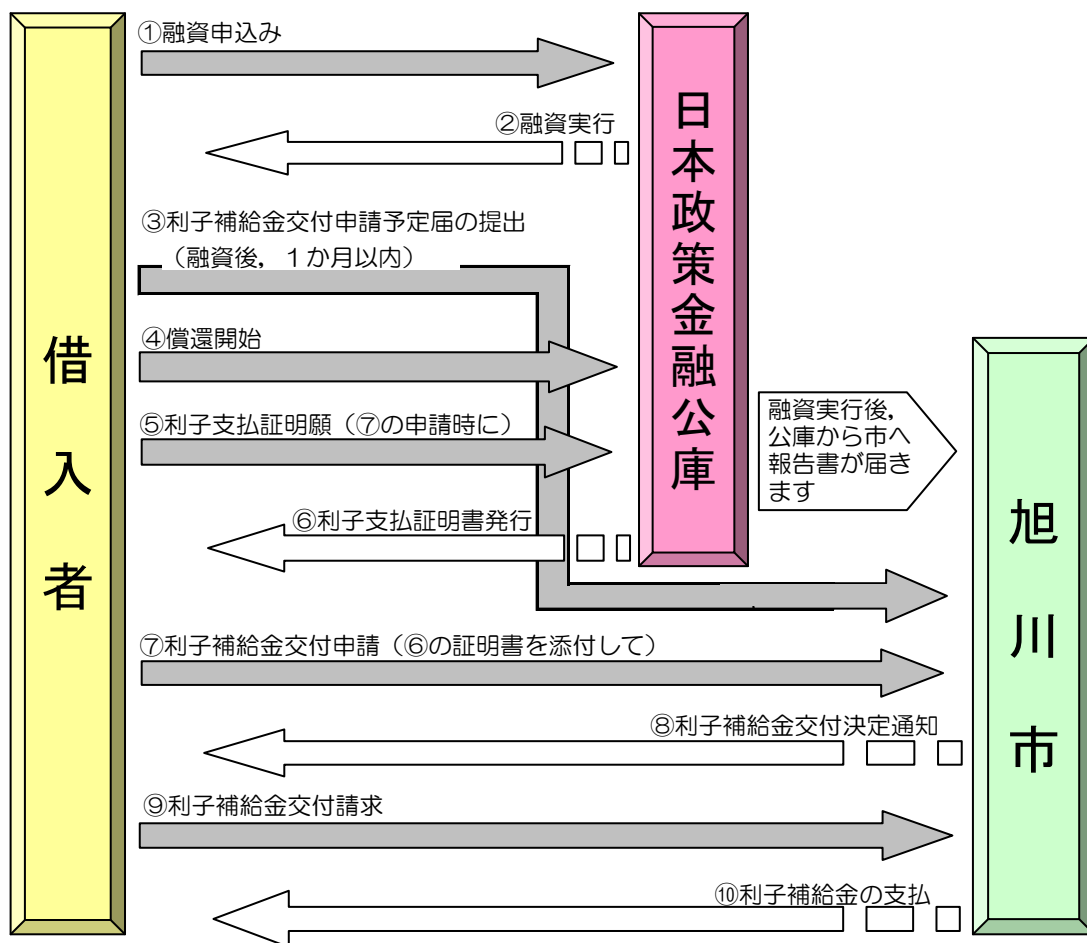 ①融資申込み
②融資実行
③利子補給金交付申請予定届の提出
（融資後，１か月以内）
④償還開始
⑤利子支払証明願（⑦の申請時に）
⑥利子支払証明書発行
⑦利子補給金交付申請（⑥の証明書を添付して）
⑧利子補給金交付決定通知
⑨利子補給金交付請求
⑩利子補給金の支払
借入者
日本政策金融公庫
融資実行後，
公庫から市へ
報告書が届き
ます
旭川市